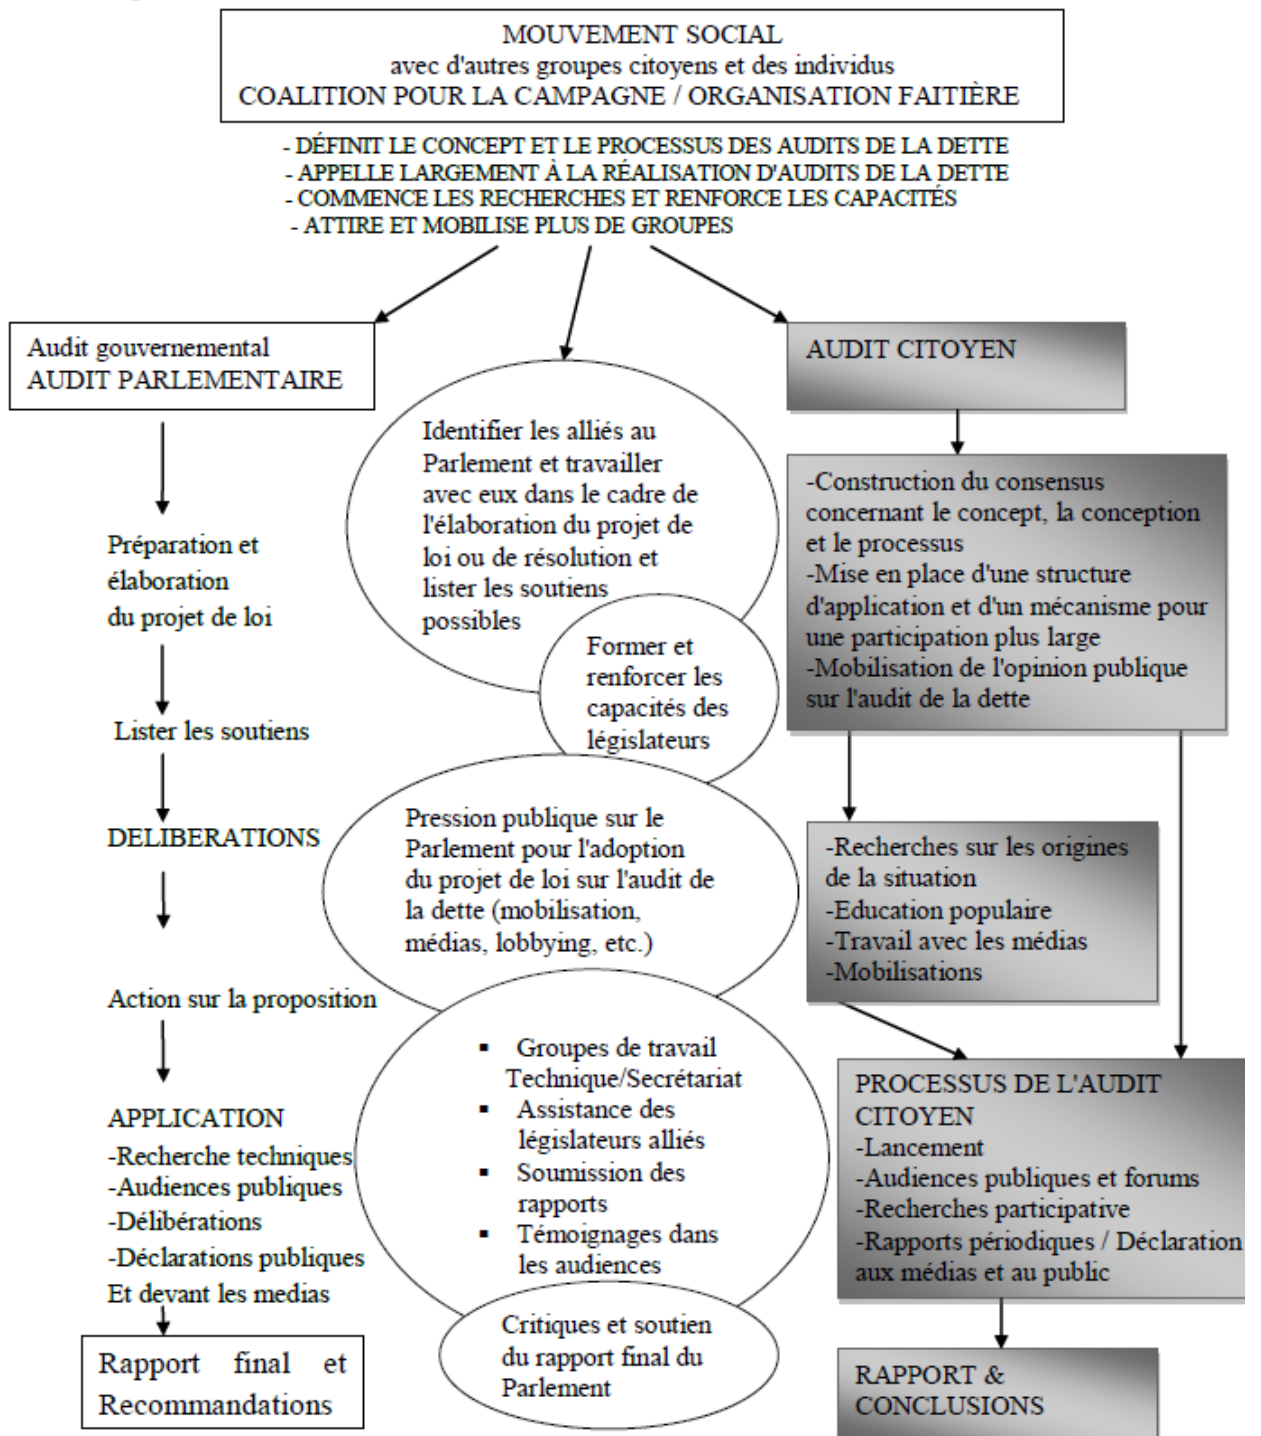 MOUVEMENT SOCIAL
avec d'autres groupes citoyens et des individus
COALITION POUR LA CAMPAGNE / ORGANISATION FAITIÈRE
- DÉFINIT LE CONCEPT ET LE PROCESSUS DES AUDITS DE LA DETTE
- APPELLE LARGEMENT À LA RÉALISATION D'AUDITS DE LA DETTE
- COMMENCE LES RECHERCHES ET RENFORCE LES CAPACITÉS
- ATTIRE ET MOBILISE PLUS DE GROUPES
Audit gouvernemental
AUDIT PARLEMENTAIRE
Préparation et
élaboration
du projet de loi
Lister les soutiens
DELIBERATIONS
Action sur la proposition
APPLICATION
-Recherche techniques
-Audiences publiques
-Délibérations
-Déclarations publiques
Et devant les medias
Rapport final et
Recommandations
Identifier les alliés au
Parlement et travailler
avec eux dans le cadre de
l'élaboration du projet de
loi ou de résolution et
lister les soutiens
possibles
Former et
renforcer les
capacités des
législateurs
Pression publique sur le
Parlement pour l'adoption
du projet de loi sur l'audit de
la dette (mobilisation,
médias, lobbying, etc.)
▪ Groupes de travail
Technique/Secrétariat
▪ Assistance des
législateurs alliés
▪ Soumission des
rapports
▪ Témoignages dans
les audiences
Critiques et soutien
du rapport final du
Parlement
AUDIT CITOYEN
-Construction du consensus
concernant le concept, la conception
et le processus
-Mise en place d'une structure
d'application et d'un mécanisme pour
une participation plus large
-Mobilisation de l'opinion publique
sur l'audit de la dette
-Recherches sur les origines
de la situation
-Education populaire
-Travail avec les médias
-Mobilisations
PROCESSUS DE L'AUDIT
CITOYEN
-Lancement
-Audiences publiques et forums
-Recherches participative
-Rapports périodiques / Déclaration
aux médias et au public
RAPPORT &
CONCLUSIONS